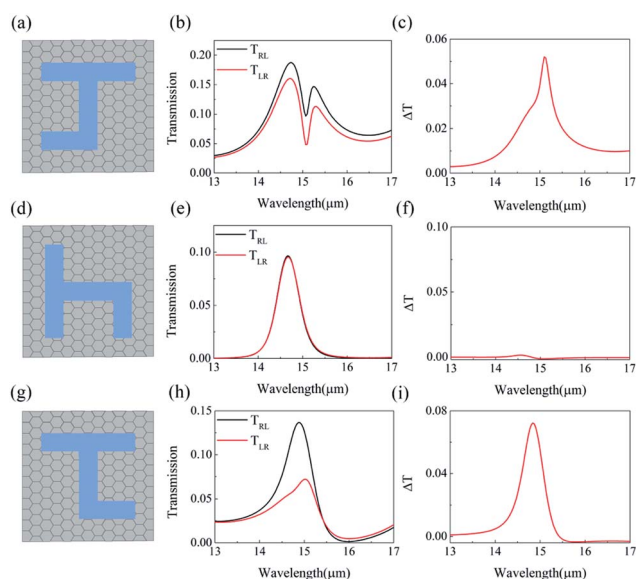 (a)
(b)
(c)
0.20
0.15
0.10
0.05
0.00
Transmission
T_RL
T_LR
13 14 15 16 17
Wavelength(μm)
0.06
0.04
0.02
0.00
ΔT
13 14 15 16 17
Wavelength(μm)
(d)
(e)
(f)
0.10
0.05
0.00
Transmission
T_RL
T_LR
13 14 15 16 17
Wavelength(μm)
0.10
0.05
0.00
ΔT
13 14 15 16 17
Wavelength(μm)
(g)
(h)
(i)
0.15
0.10
0.05
0.00
Transmission
T_RL
T_LR
13 14 15 16 17
Wavelength(μm)
0.08
0.04
0.00
ΔT
13 14 15 16 17
Wavelength(μm)